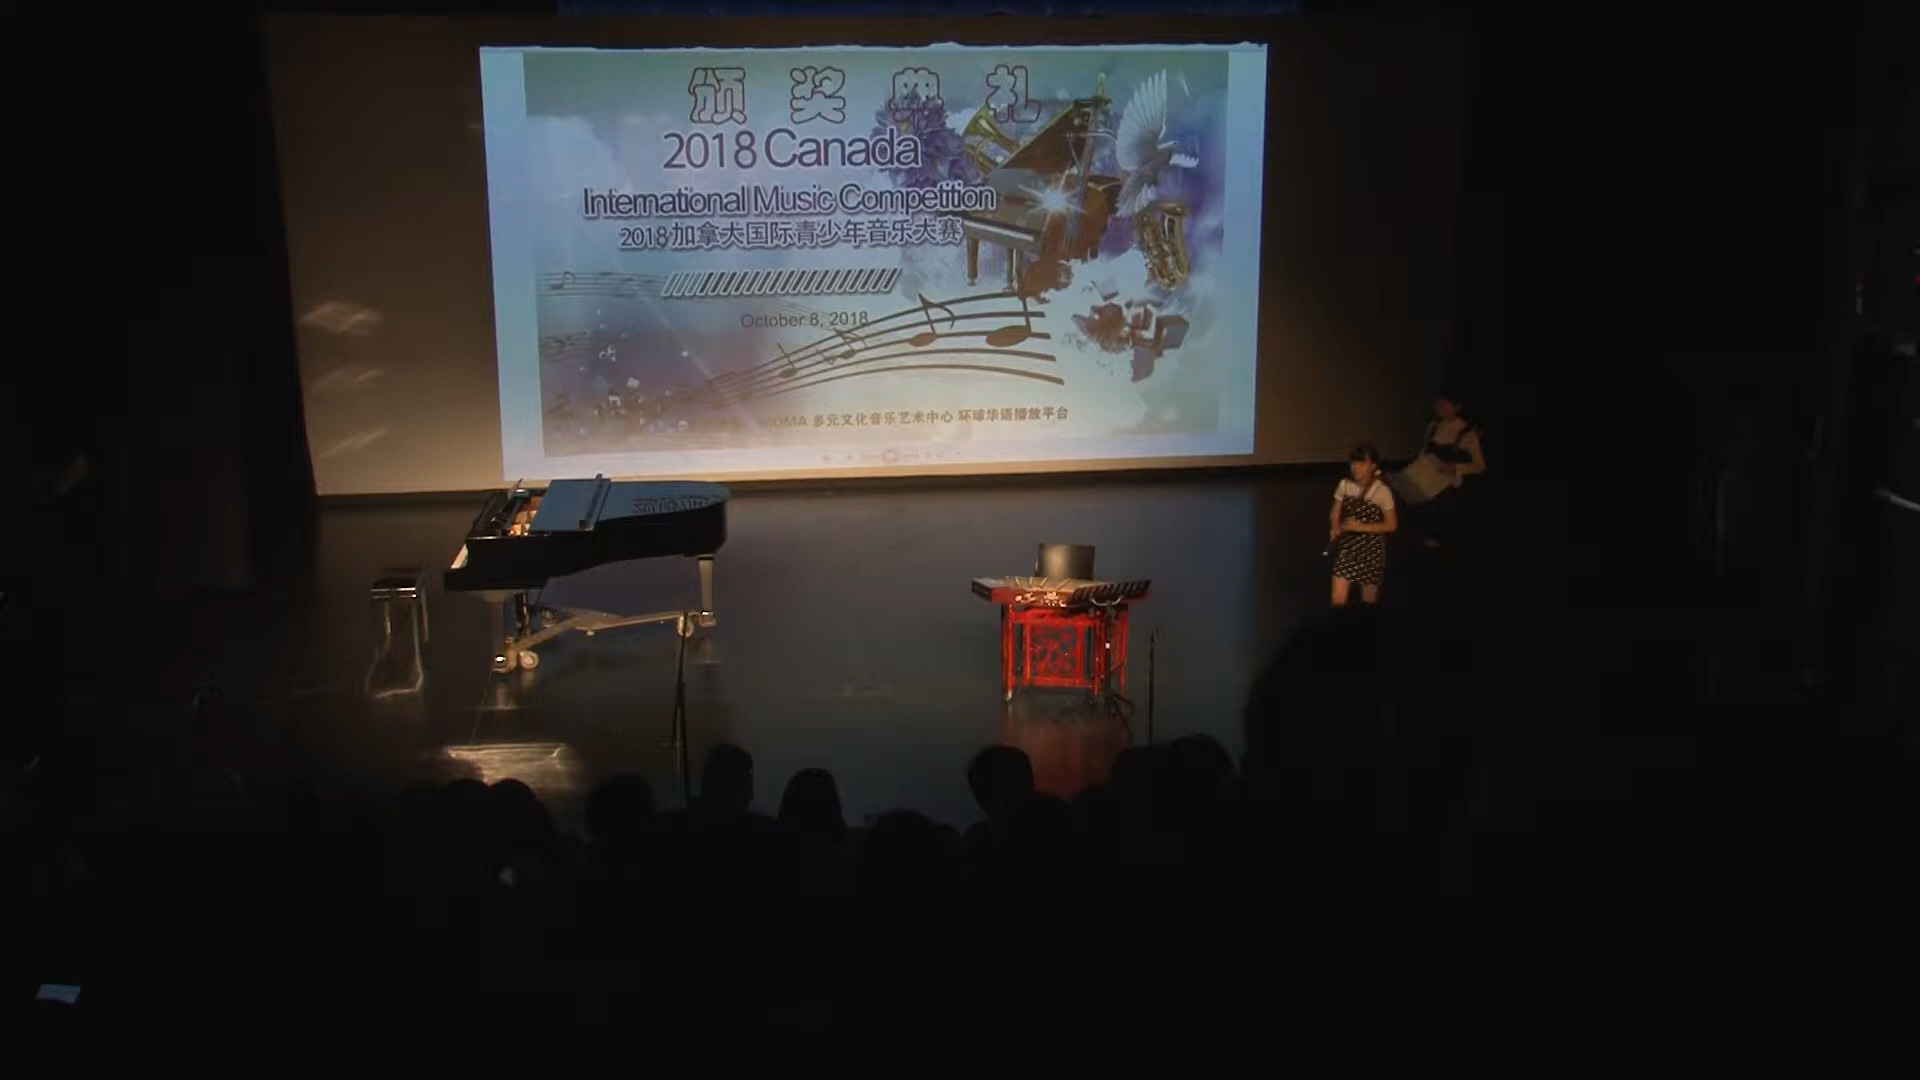 颁奖典礼
2018 Canada
International Music Competition
2018加拿大国际青少年音乐大赛
October 8, 2018
多元文化音乐艺术中心 环球华语播放平台